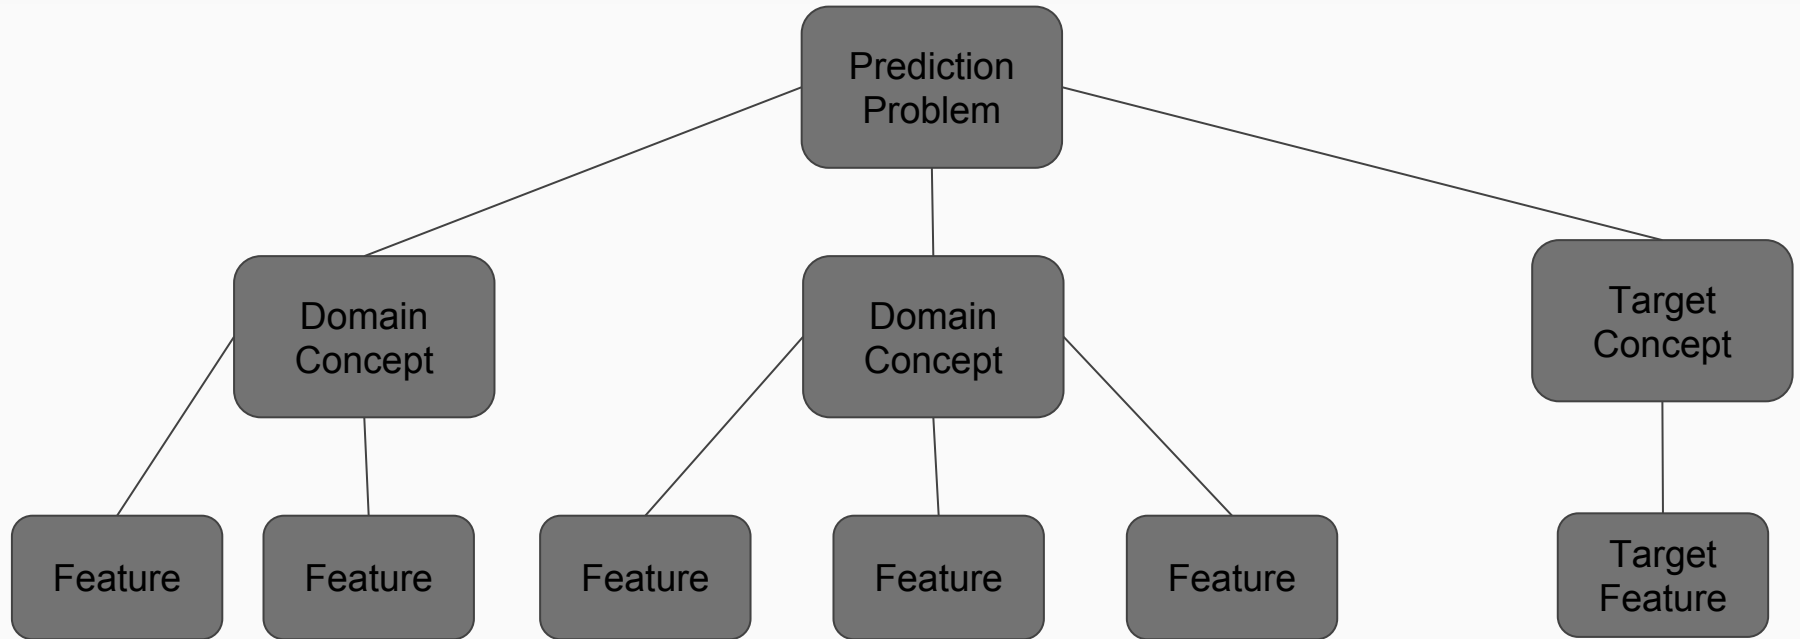 Prediction
Problem
Domain
Concept
Domain
Concept
Target
Concept
Feature
Feature
Feature
Feature
Feature
Target
Feature